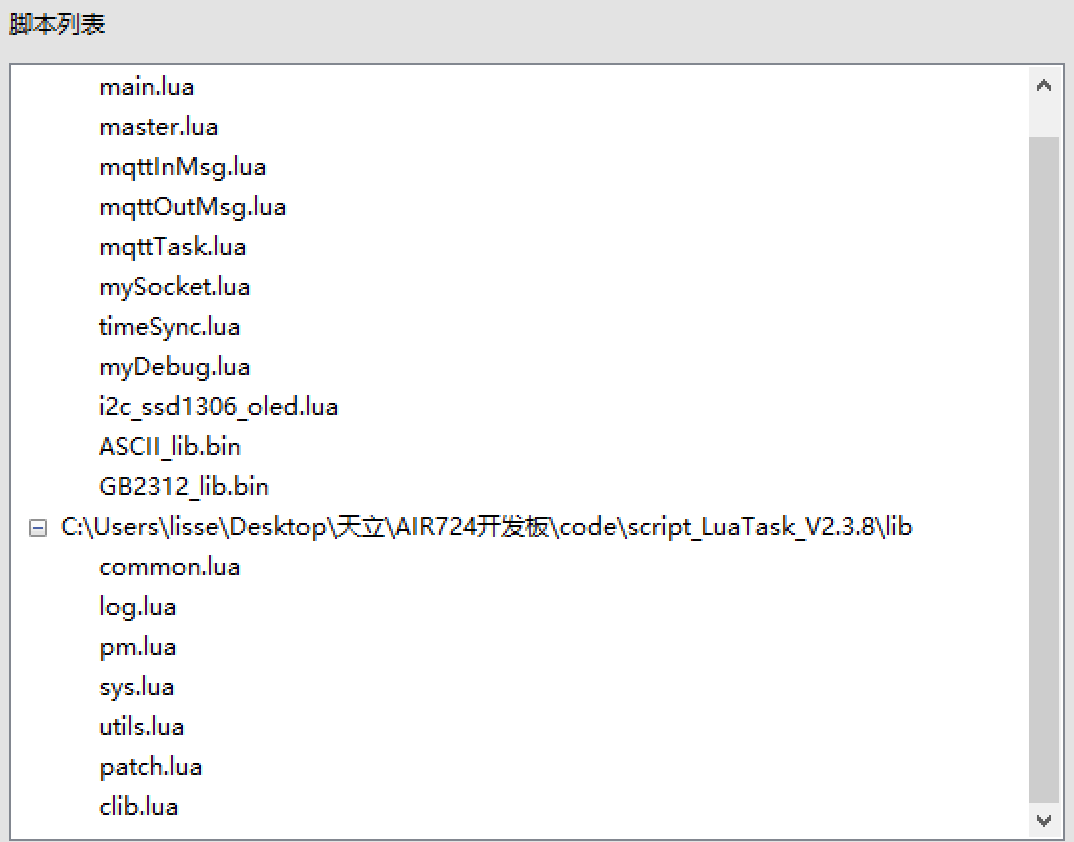 脚本列表
main.lua
master.lua
mqttInMsg.lua
mqttOutMsg.lua
mqttTask.lua
mySocket.lua
timeSync.lua
myDebug.lua
i2c_ssd1306_oled.lua
ASCII_lib.bin
GB2312_lib.bin
C:\Users\lisse\Desktop\天立\AIR724开发板\code\script_LuaTask_V2.3.8\lib
common.lua
log.lua
pm.lua
sys.lua
utils.lua
patch.lua
clib.lua